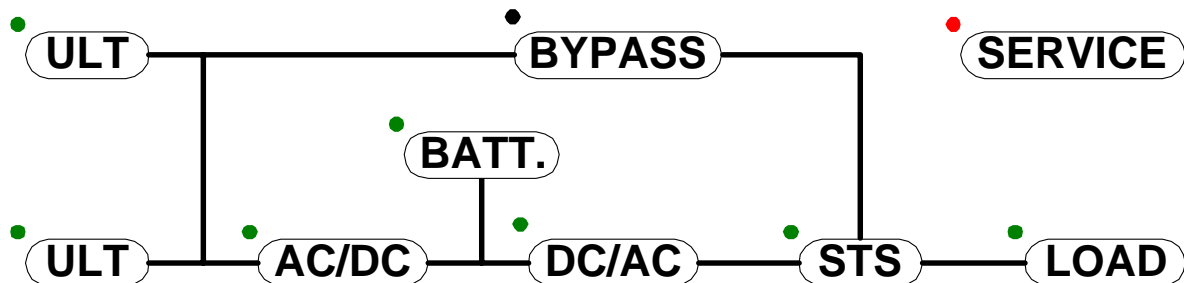 ULT BYPASS SERVICE
BATT.
ULT AC/DC DC/AC STS LOAD